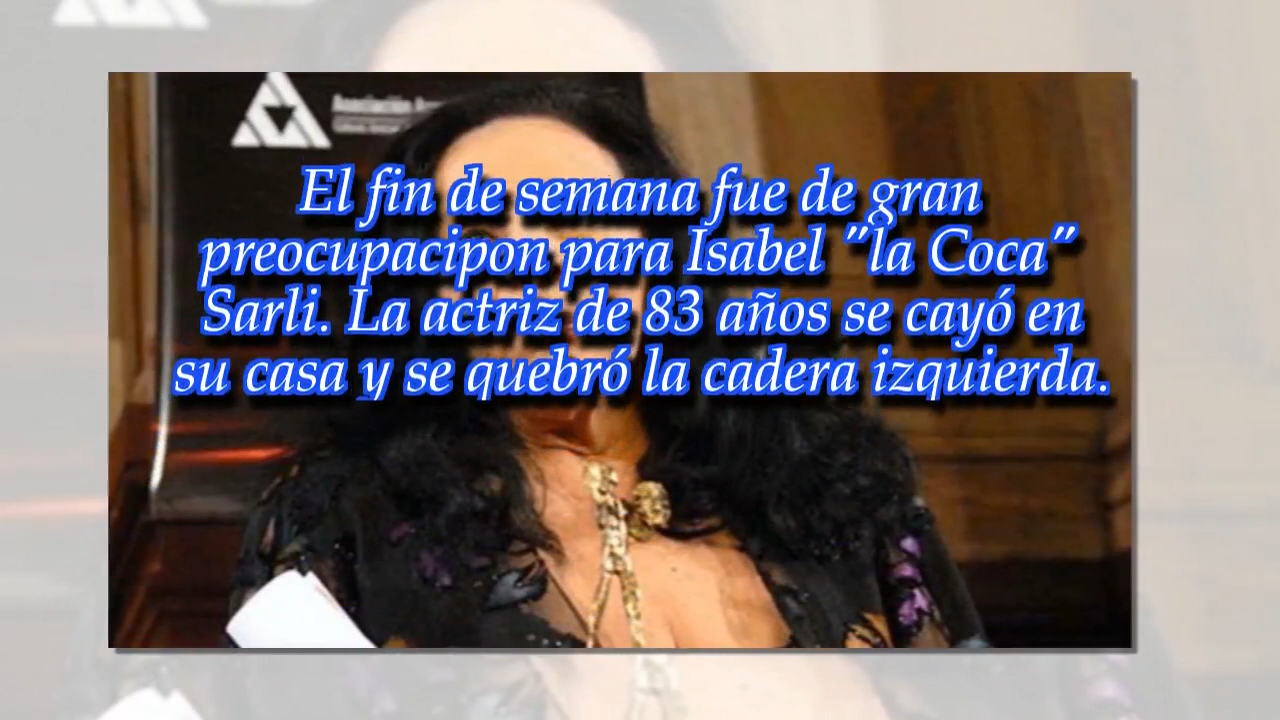 Asociación
El fin de semana fue de gran
preocupacipon para Isabel "la Coca"
Sarli. La actriz de 83 años se cayó en
su casa y se quebró la cadera izquierda.